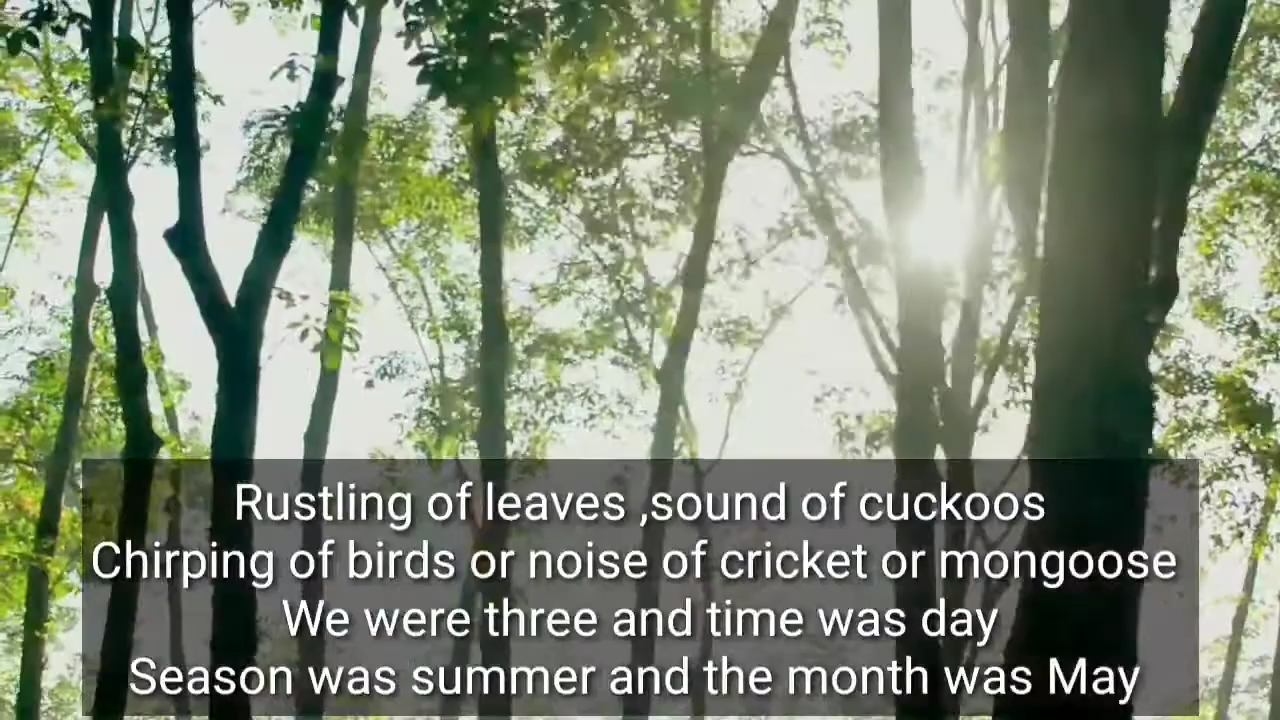 Rustling of leaves ,sound of cuckoos
Chirping of birds or noise of cricket or mongoose
We were three and time was day
Season was summer and the month was May